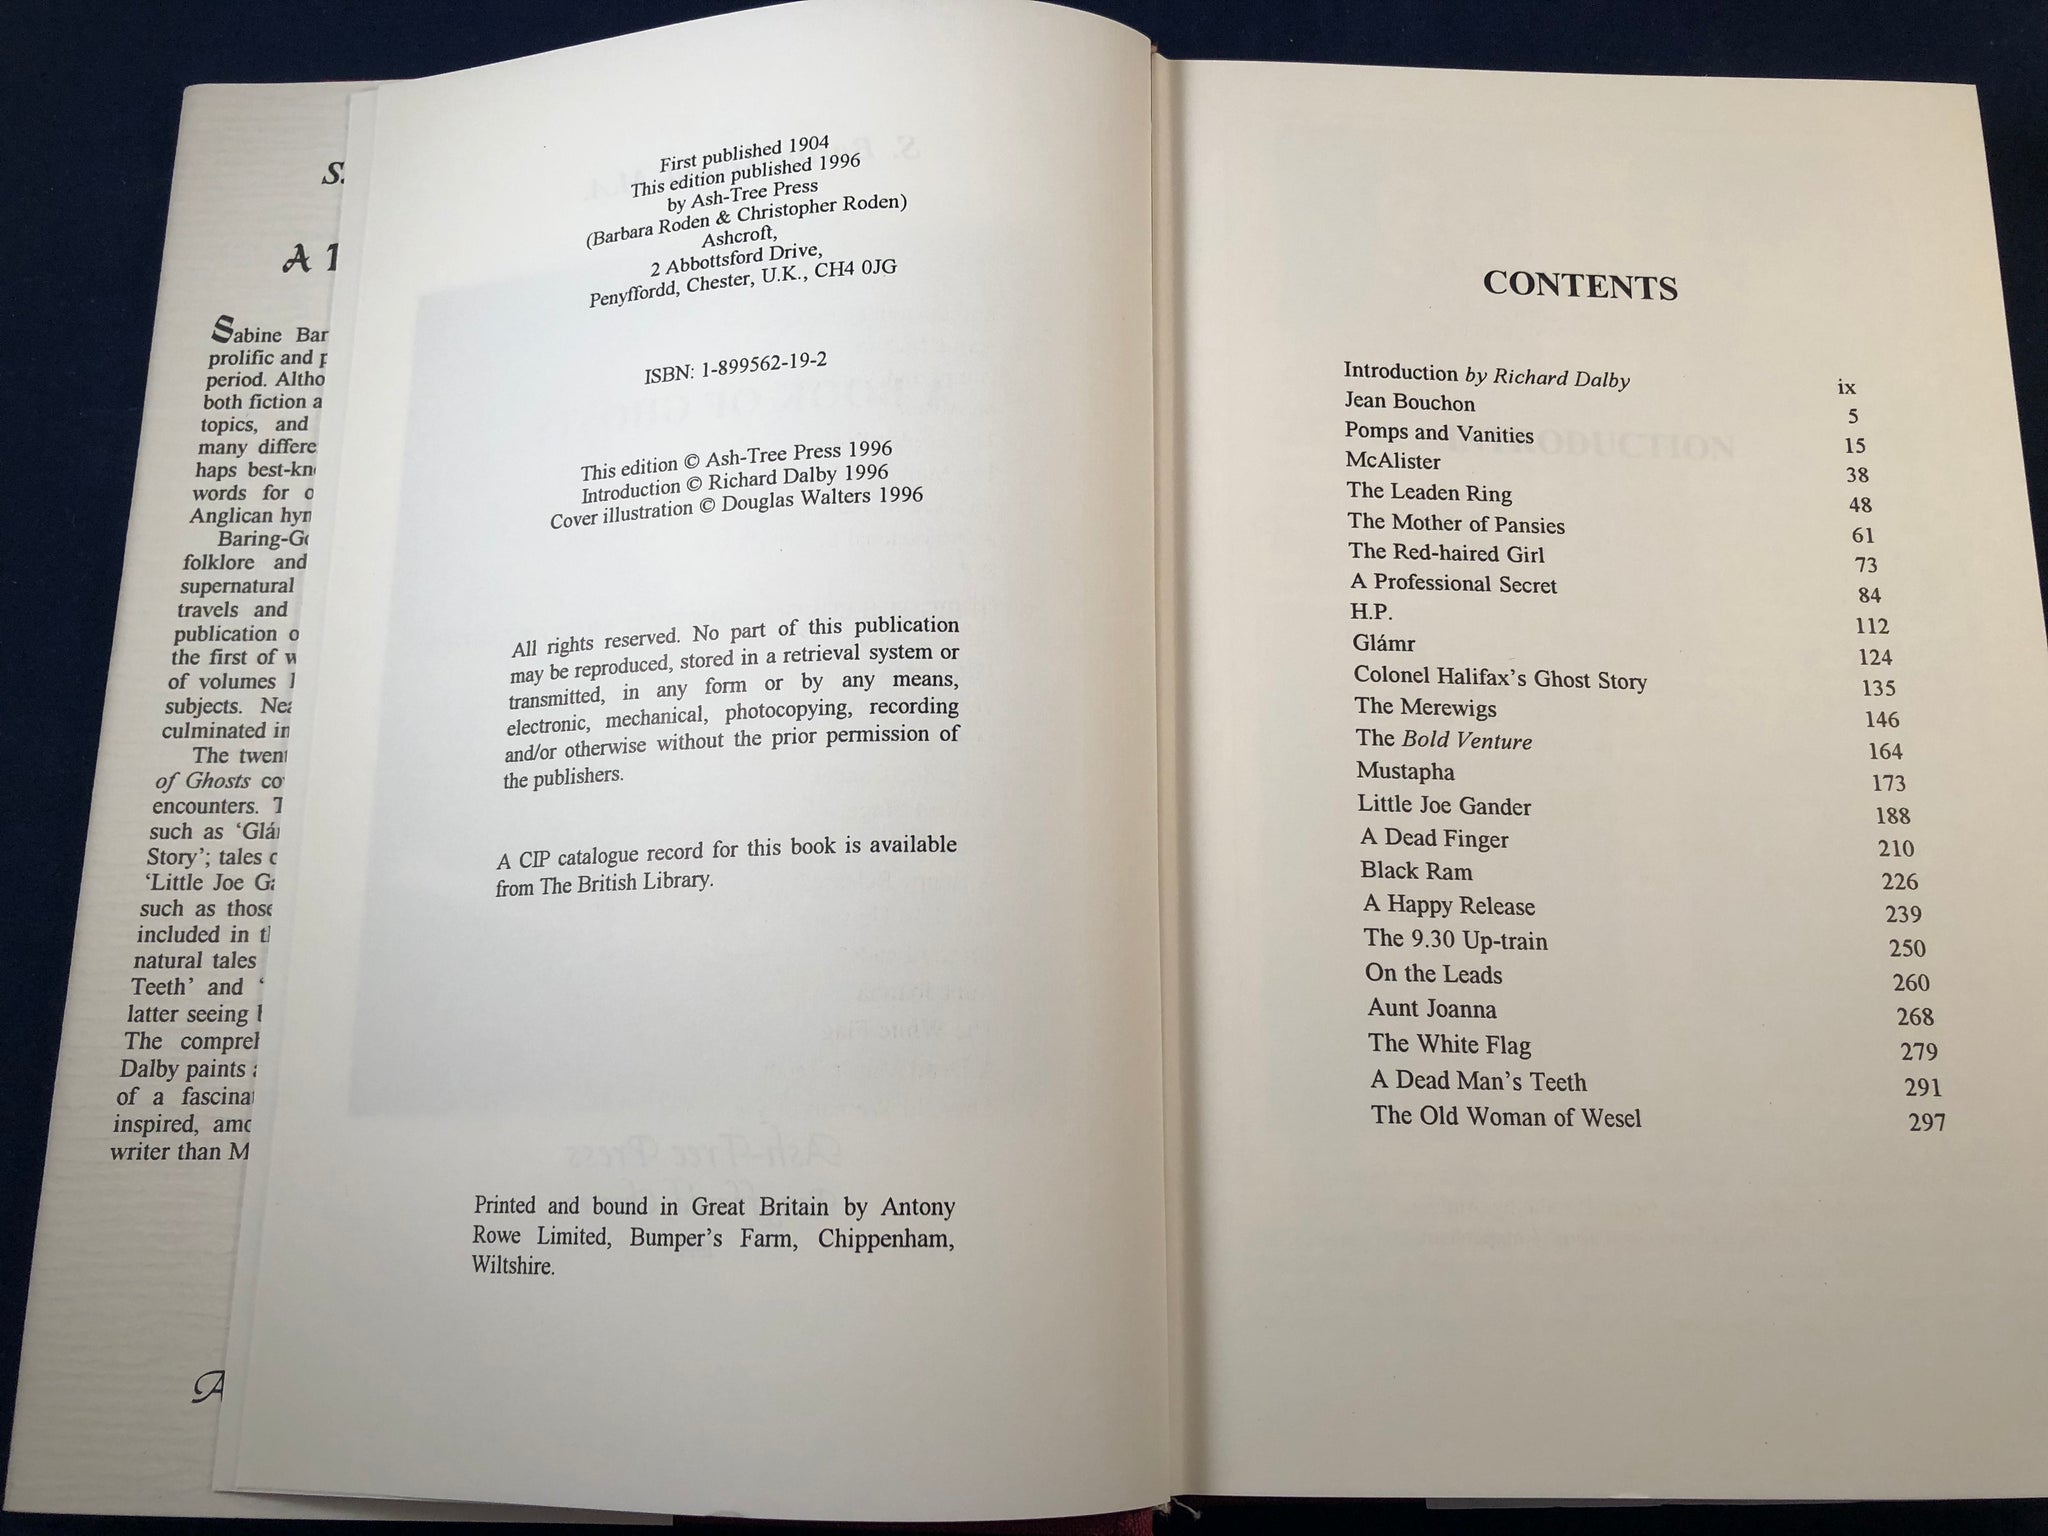 S.
A
Sabine Bar
prolific and
period. Altho
both fiction a
topics, and
many differe
haps best-kn
words for o
Anglican hyn
Baring-G
folklore and
supernatural
travels and
publication o
the first of w
of volumes
subjects. Nea
culminated in
The twen
of Ghosts co
encounters. T
such as ‘Glá
Story’; tales o
‘Little Joe Ga
such as those
included in t
natural tales
Teeth’ and ‘
latter seeing
The compreh
Dalby paints
of a fascina
inspired, amo
writer than M
A
First published 1904
This edition published 1996
by Ash-Tree Press
(Barbara Roden & Christopher Roden)
Ashcroft,
2 Abbottsford Drive,
Penyffordd, Chester, U.K., CH4 0JG
ISBN: 1-899562-19-2
This edition © Ash-Tree Press 1996
Introduction © Richard Dalby 1996
Cover illustration © Douglas Walters 1996
All rights reserved. No part of this publication
may be reproduced, stored in a retrieval system or
transmitted, in any form or by any means,
electronic, mechanical, photocopying, recording
and/or otherwise without the prior permission of
the publishers.
A CIP catalogue record for this book is available
from The British Library.
Printed and bound in Great Britain by Antony
Rowe Limited, Bumper’s Farm, Chippenham,
Wiltshire.
CONTENTS
Introduction by Richard Dalby ix
Jean Bouchon 5
Pomps and Vanities 15
McAlister 38
The Leaden Ring 48
The Mother of Pansies 61
The Red-haired Girl 73
A Professional Secret 84
H.P. 112
Glámr 124
Colonel Halifax’s Ghost Story 135
The Merewigs 146
The Bold Venture 164
Mustapha 173
Little Joe Gander 188
A Dead Finger 210
Black Ram 226
A Happy Release 239
The 9.30 Up-train 250
On the Leads 260
Aunt Joanna 268
The White Flag 279
A Dead Man’s Teeth 291
The Old Woman of Wesel 297